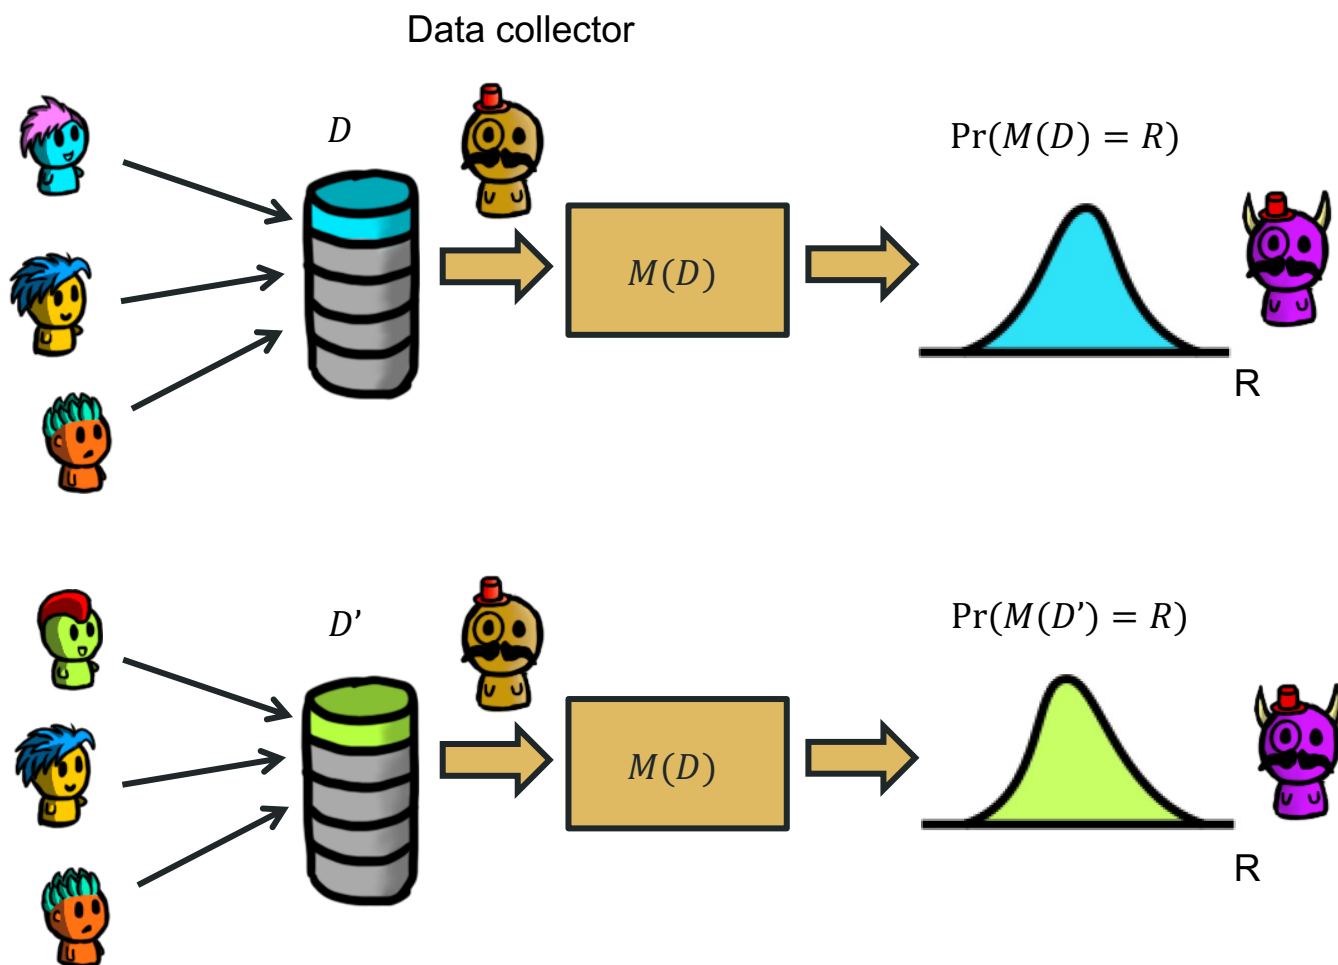 Data collector
D
Pr(M(D) = R)
M(D)
R
D’
Pr(M(D’) = R)
M(D)
R